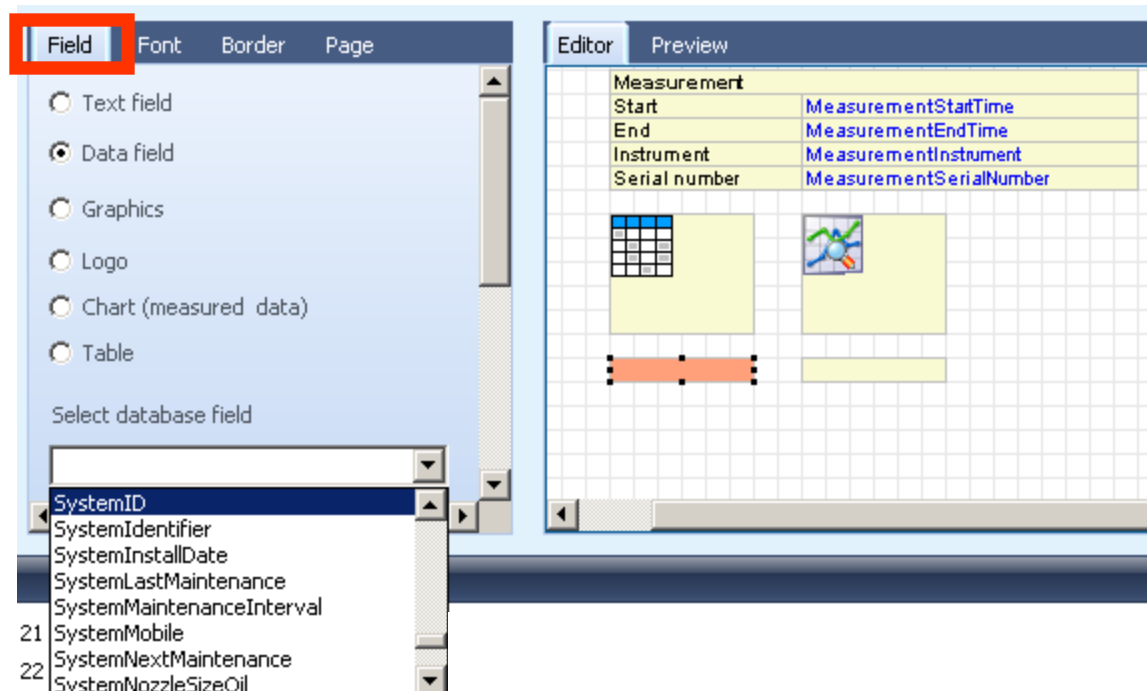 Field Font Border Page
Text field
Data field
Graphics
Logo
Chart (measured data)
Table
Select database field
SystemID
SystemIdentifier
SystemInstallDate
SystemLastMaintenance
SystemMaintenanceInterval
21 SystemMobile
22 SystemNextMaintenance
SystemNozzleSizeOil
Editor Preview
Measurement
Start MeasurementStartTime
End MeasurementEndTime
Instrument MeasurementInstrument
Serial number MeasurementSerialNumber